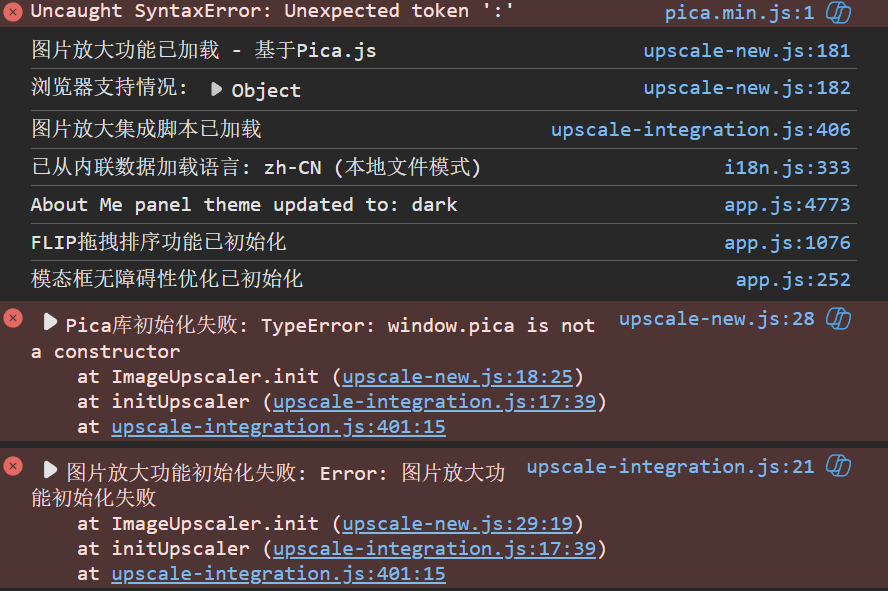 Uncaught SyntaxError: Unexpected token ':' pica.min.js:1
图片放大功能已加载 - 基于Pica.js upscale-new.js:181
浏览器支持情况: ▶ Object upscale-new.js:182
图片放大集成脚本已加载 upscale-integration.js:406
已从内联数据加载语言: zh-CN (本地文件模式) i18n.js:333
About Me panel theme updated to: dark app.js:4773
FLIP拖拽排序功能已初始化 app.js:1076
模态框无障碍性优化已初始化 app.js:252
▶ Pica库初始化失败: TypeError: window.pica is not upscale-new.js:28
a constructor
at ImageUpscaler.init (upscale-new.js:18:25)
at initUpscaler (upscale-integration.js:17:39)
at upscale-integration.js:401:15
▶ 图片放大功能初始化失败: Error: 图片放大功 upscale-integration.js:21
能初始化失败
at ImageUpscaler.init (upscale-new.js:29:19)
at initUpscaler (upscale-integration.js:17:39)
at upscale-integration.js:401:15